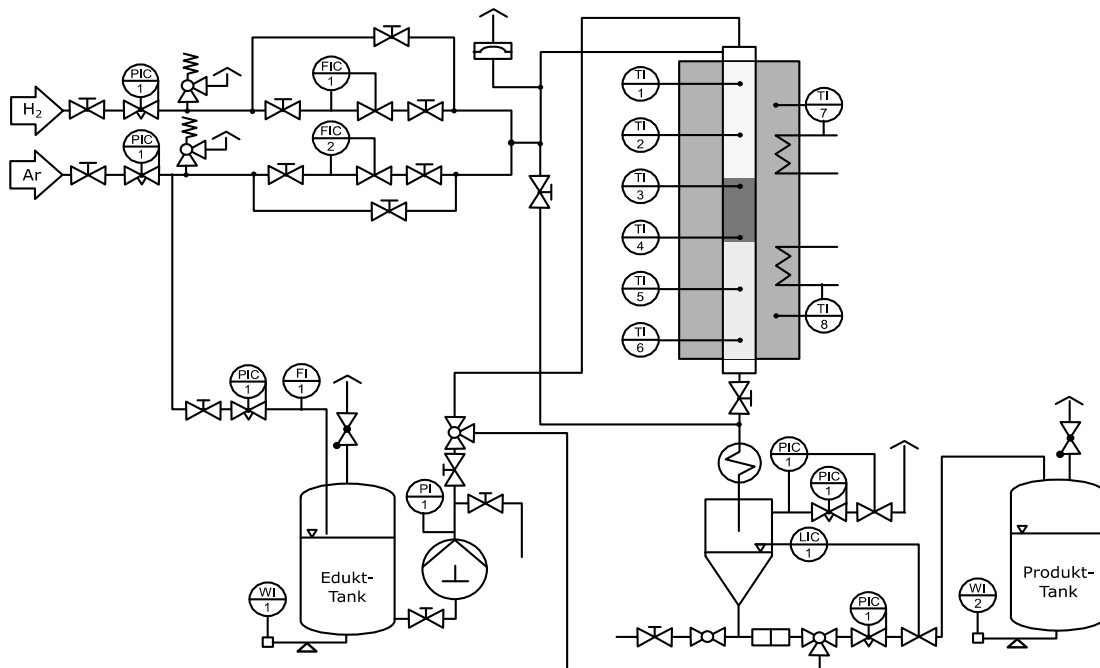 H2
PIC
1
FIC
1
Ar
PIC
1
FIC
2
TI
1
TI
2
TI
3
TI
4
TI
5
TI
6
TI
7
TI
8
PIC
1
FI
1
PI
1
WI
1
Edukt-
Tank
PIC
1
PIC
1
LIC
1
PIC
1
WI
2
Produkt-
Tank